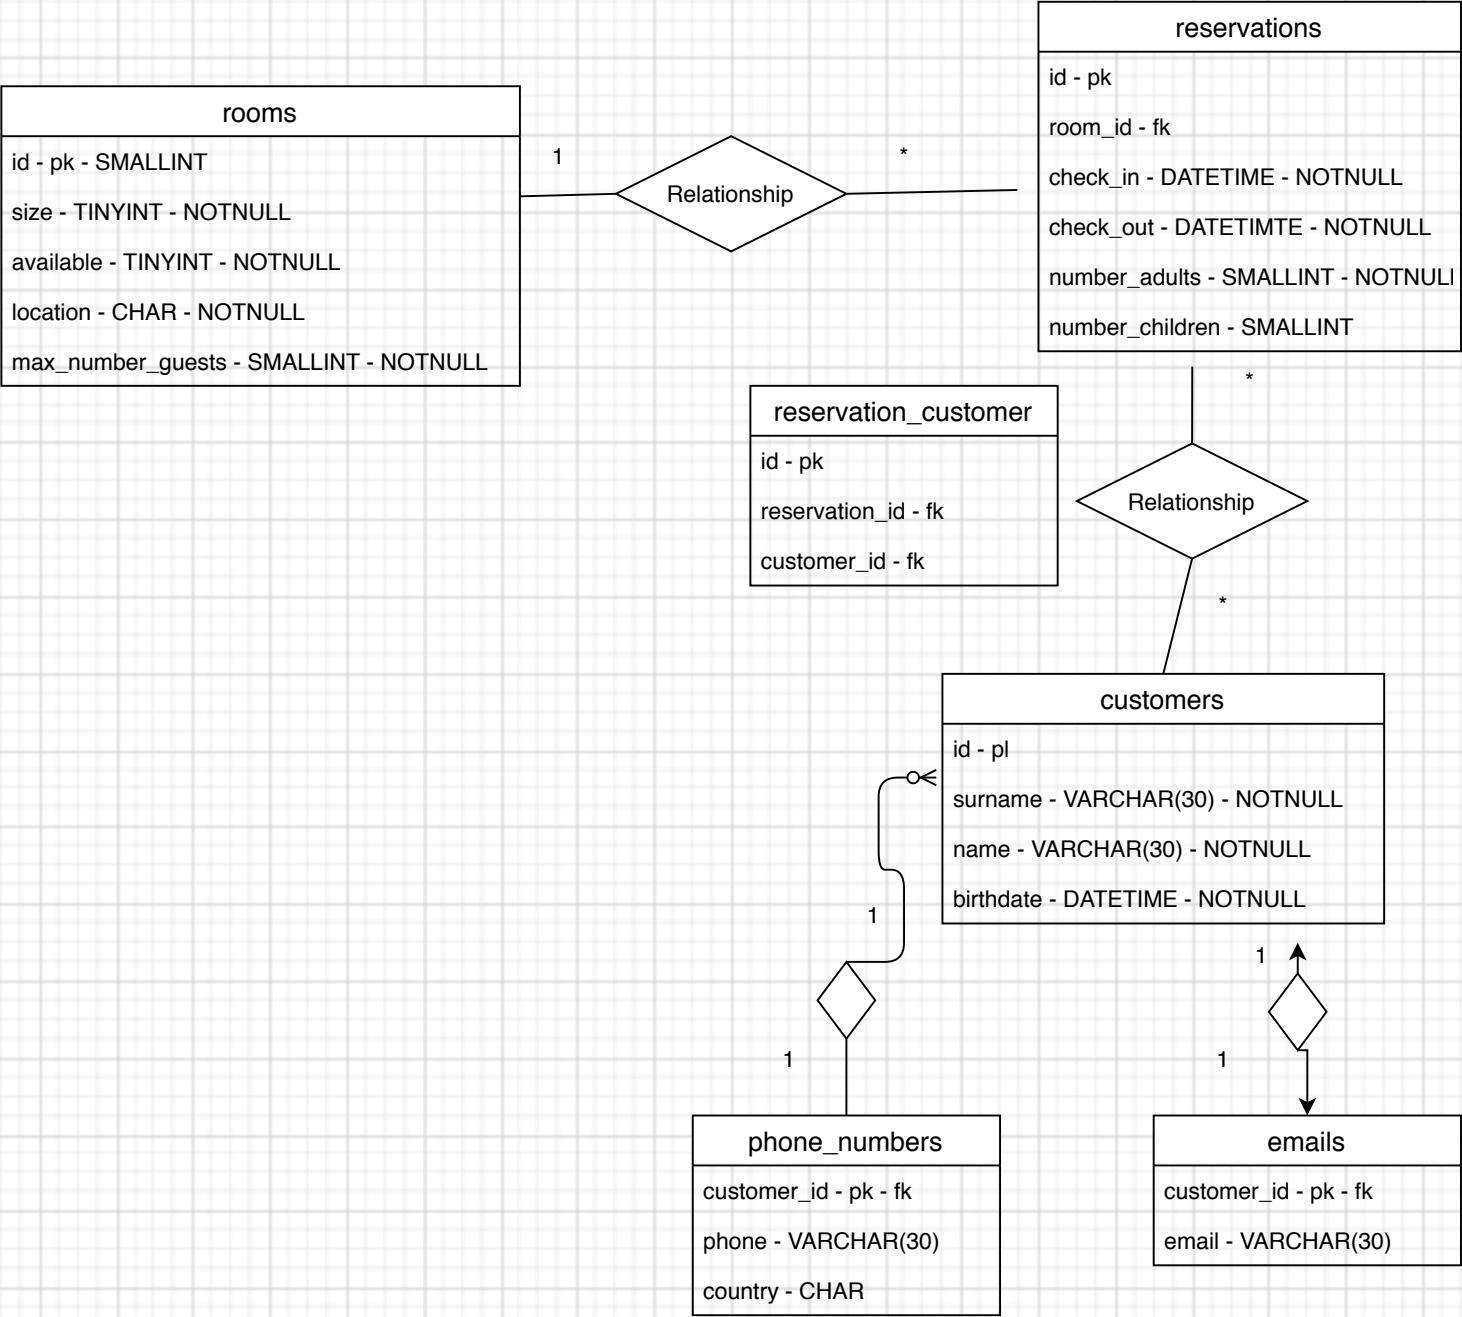 rooms
id - pk - SMALLINT
size - TINYINT - NOTNULL
available - TINYINT - NOTNULL
location - CHAR - NOTNULL
max_number_guests - SMALLINT - NOTNULL
1
Relationship
*
reservations
id - pk
room_id - fk
check_in - DATETIME - NOTNULL
check_out - DATETIMTE - NOTNULL
number_adults - SMALLINT - NOTNULL
number_children - SMALLINT
*
reservation_customer
id - pk
reservation_id - fk
customer_id - fk
Relationship
*
customers
id - pl
surname - VARCHAR(30) - NOTNULL
name - VARCHAR(30) - NOTNULL
birthdate - DATETIME - NOTNULL
1
1
1
1
phone_numbers
customer_id - pk - fk
phone - VARCHAR(30)
country - CHAR
emails
customer_id - pk - fk
email - VARCHAR(30)